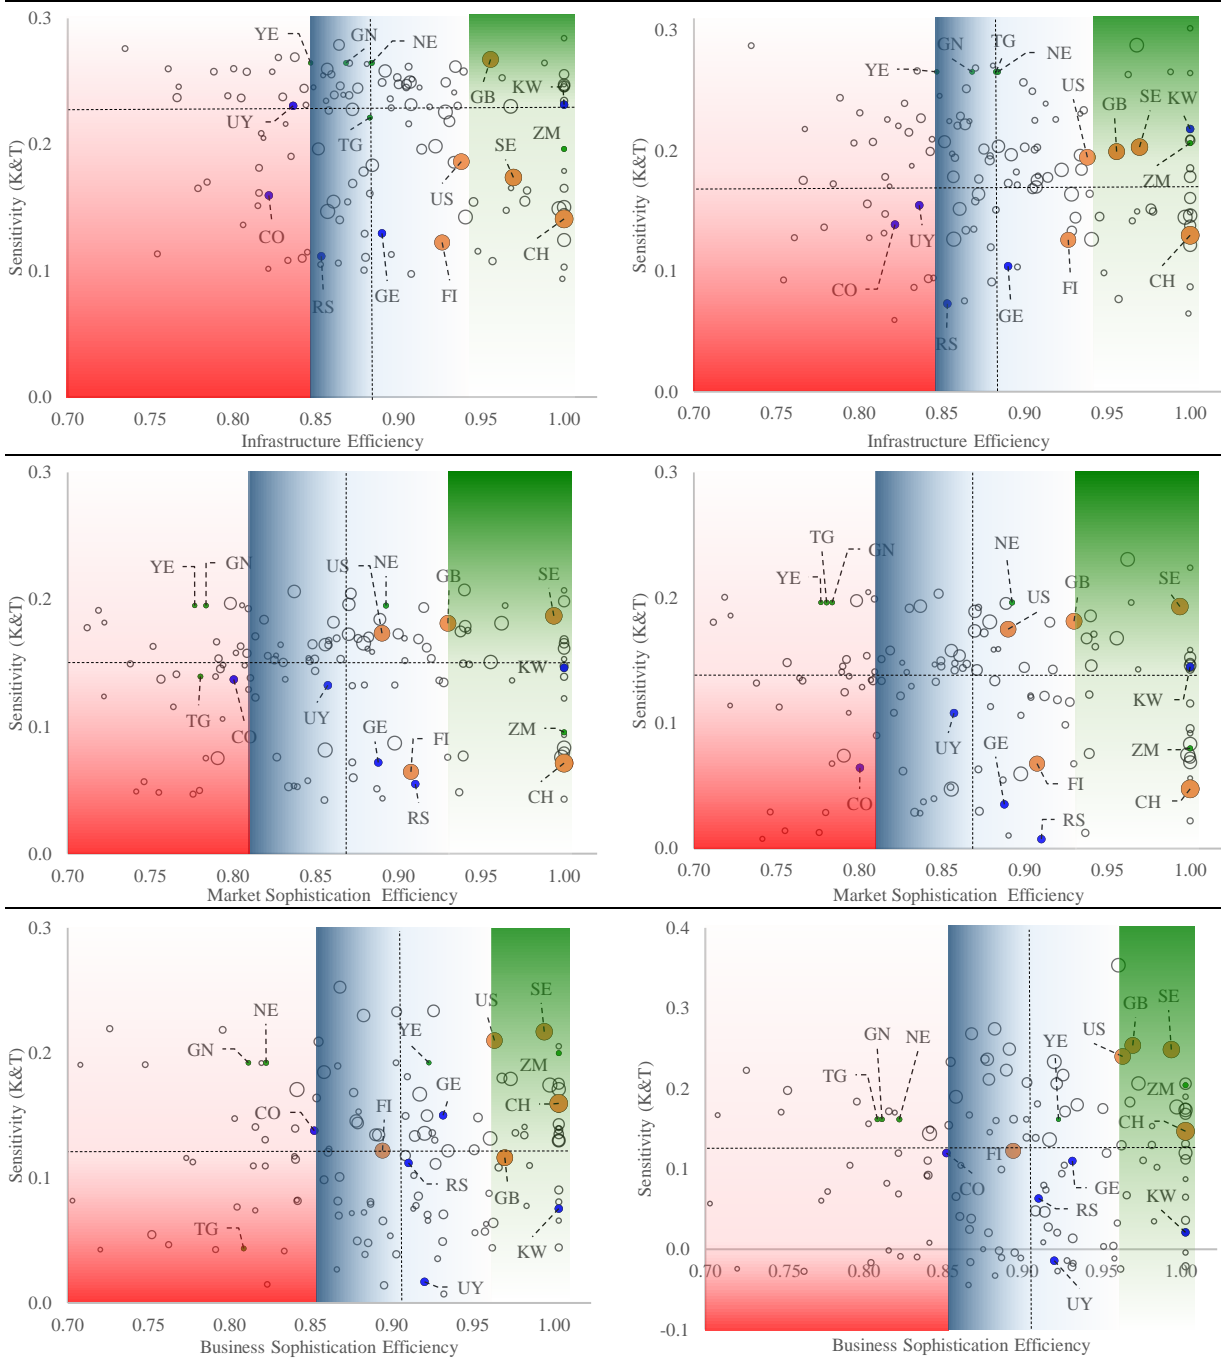 0.3
0.2
0.1
0.0
Sensitivity (K&T)
YE
GN
NE
GB
KW
UY
TG
ZM
SE
US
CO
CH
RS
GE
FI
0.70
0.80
0.85
0.90
0.95
1.00
Infrastructure Efficiency
0.3
0.2
0.1
0.0
Sensitivity (K&T)
YE
GN
TG
NE
US
GB
SE
KW
ZM
UY
CO
CH
FI
GE
RS
0.70
0.80
0.85
0.90
0.95
1.00
Infrastructure Efficiency
0.3
0.2
0.1
0.0
Sensitivity (K&T)
YE
GN
US
NE
GB
SE
KW
TG
CO
UY
ZM
GE
FI
CH
RS
0.70
0.80
0.85
0.90
0.95
1.00
Market Sophistication Efficiency
0.3
0.2
0.1
0.0
Sensitivity (K&T)
TG
GN
YE
NE
US
GB
SE
KW
UY
GE
ZM
CO
FI
CH
RS
0.70
0.80
0.85
0.90
0.95
1.00
Market Sophistication Efficiency
0.3
0.2
0.1
0.0
Sensitivity (K&T)
NE
GN
YE
US
SE
ZM
CO
FI
GE
CH
RS
GB
TG
KW
UY
0.70
0.80
0.85
0.90
0.95
1.00
Business Sophistication Efficiency
0.4
0.3
0.2
0.1
0.0
-0.1
Sensitivity (K&T)
GN
NE
TG
YE
US
GB
SE
ZM
CH
FI
CO
GE
RS
KW
UY
0.70
0.80
0.85
0.90
0.95
1.00
Business Sophistication Efficiency